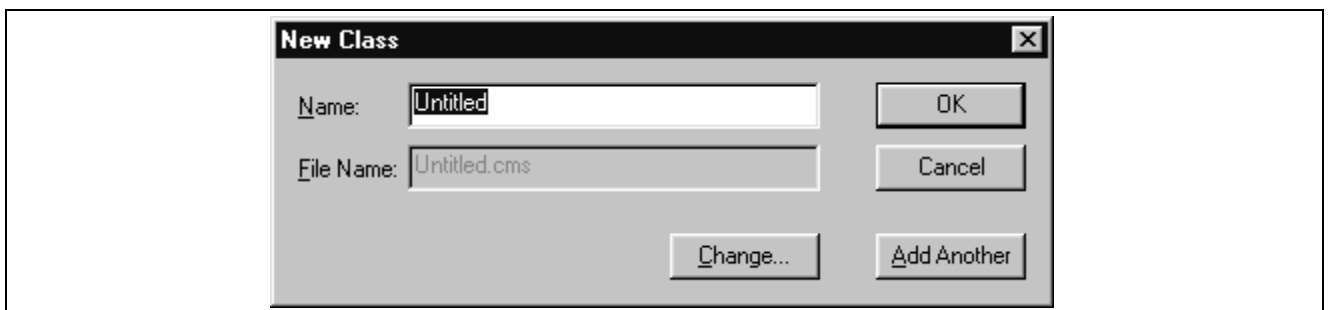 New Class
Name: Untitled OK
File Name: Untitled.cms Cancel
Change... Add Another